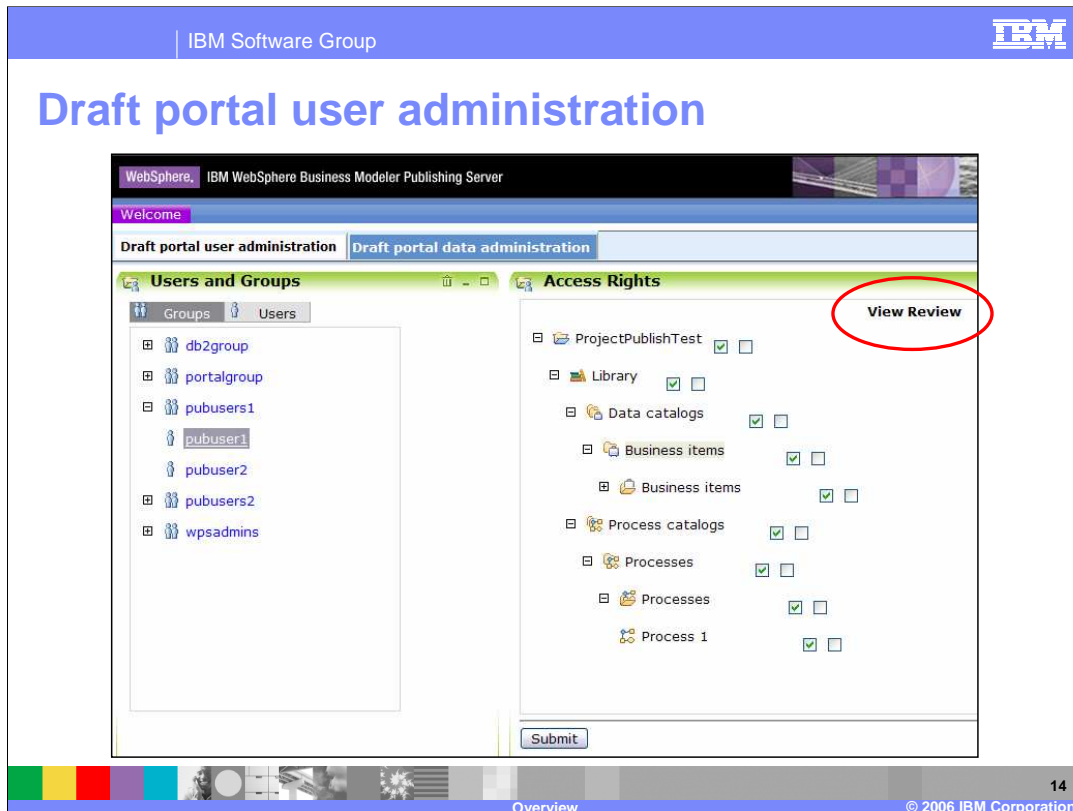 IBM Software Group
IBM
Draft portal user administration
WebSphere. IBM WebSphere Business Modeler Publishing Server
Welcome
Draft portal user administration Draft portal data administration
Users and Groups
Groups Users
db2group
portalgroup
pubusers1
pubuser1
pubuser2
pubusers2
wpsadmins
Access Rights
View Review
ProjectPublishTest
Library
Data catalogs
Business items
Business items
Process catalogs
Processes
Processes
Process 1
Submit
14
Overview
© 2006 IBM Corporation